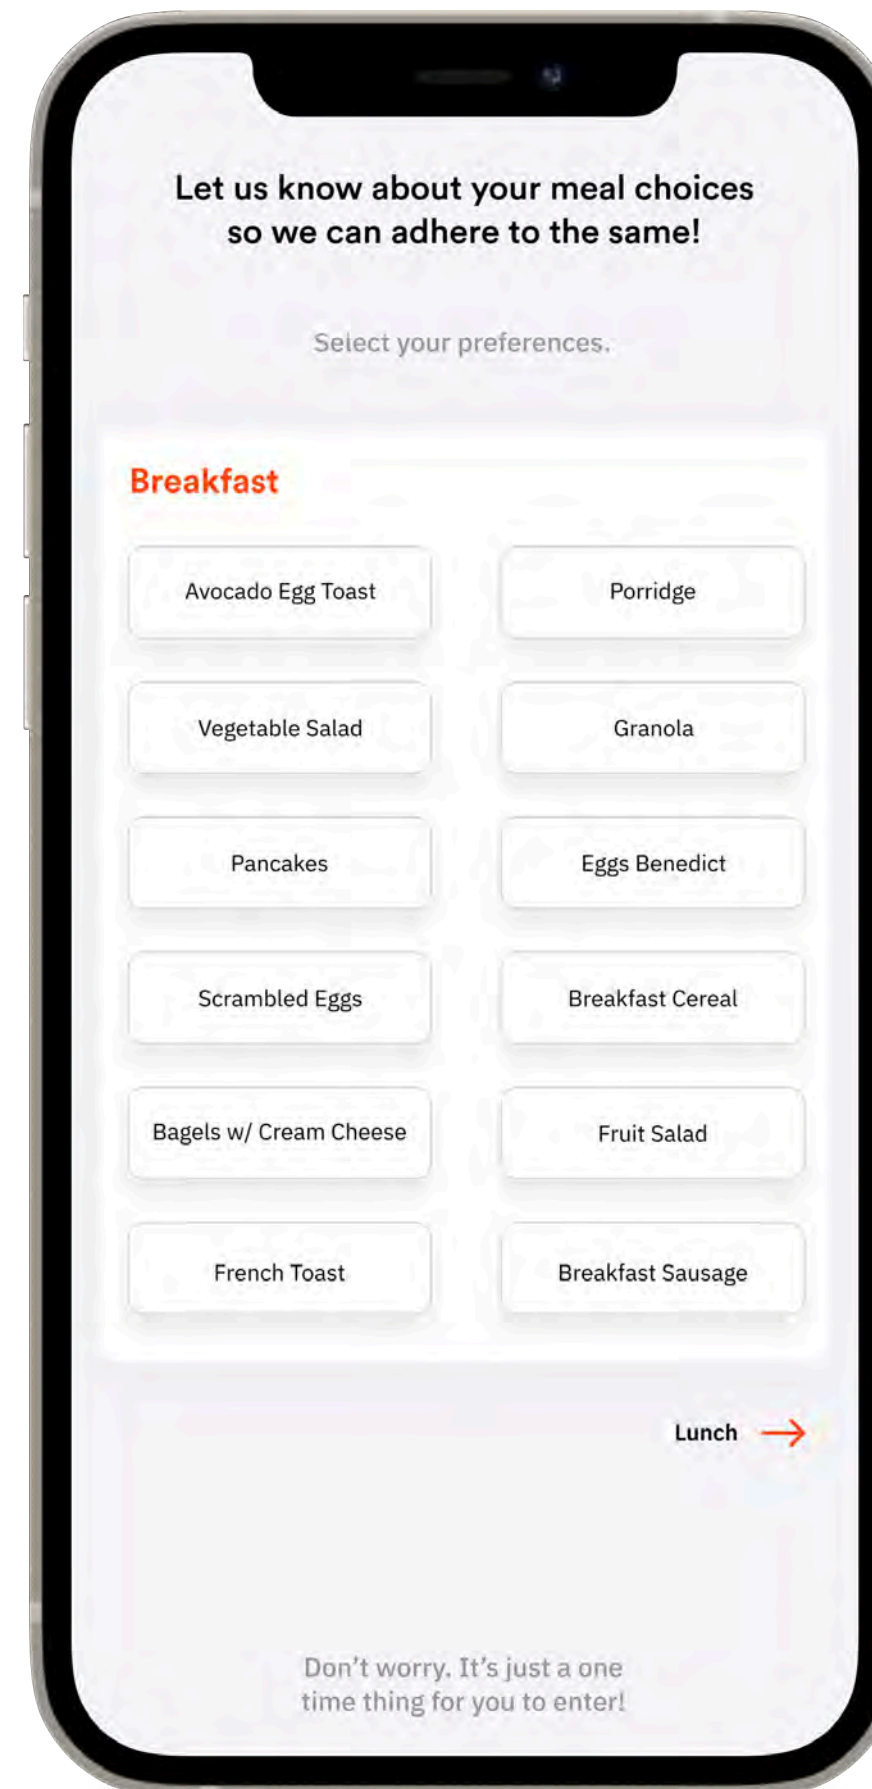 Let us know about your meal choices
so we can adhere to the same!
Select your preferences.
Breakfast
Avocado Egg Toast
Porridge
Vegetable Salad
Granola
Pancakes
Eggs Benedict
Scrambled Eggs
Breakfast Cereal
Bagels w/ Cream Cheese
Fruit Salad
French Toast
Breakfast Sausage
Lunch
Don't worry. It's just a one
time thing for you to enter!